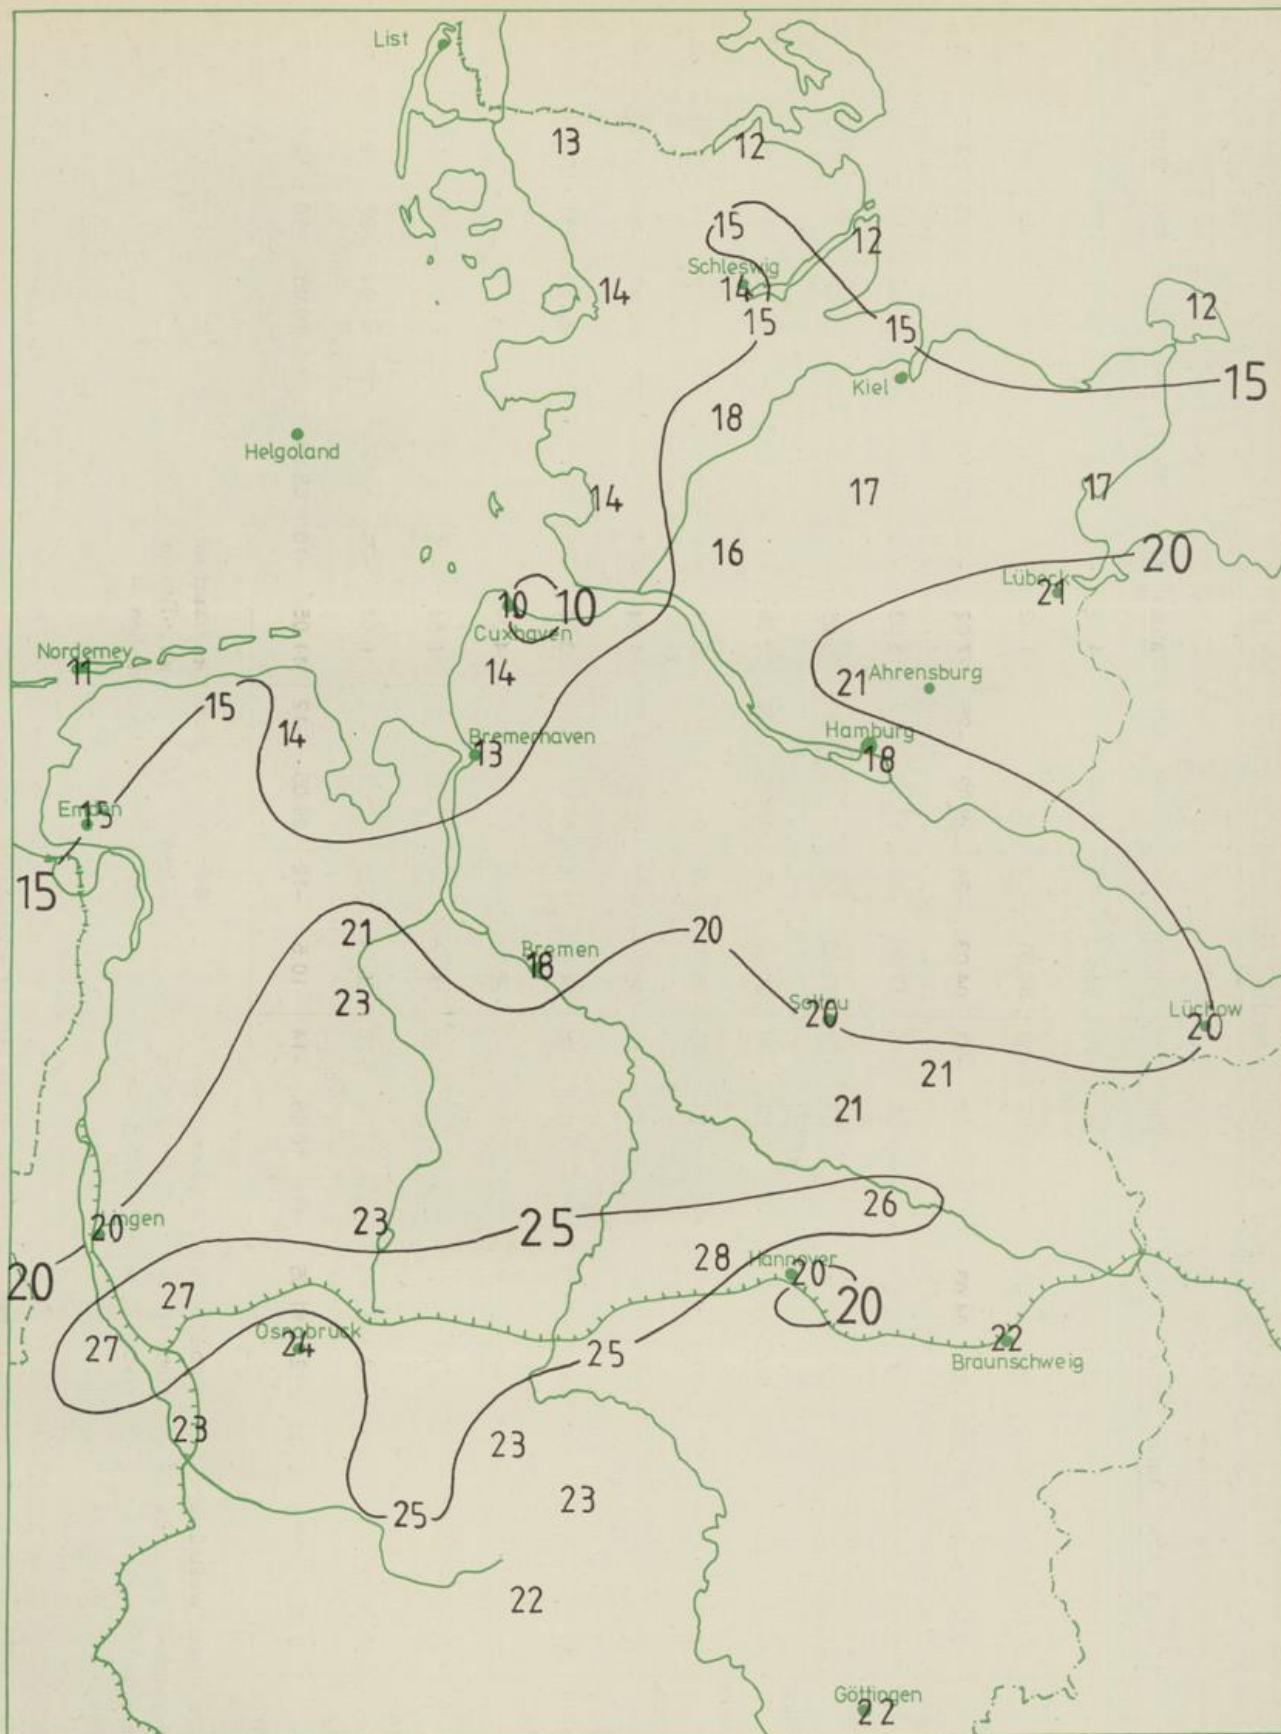 List
13
12
15
12
Schleswig
14
14
12
15
15
Kiel
15
18
Helgoland
17
17
14
16
20
Lübeck
21
10
10
Cuxhaven
Norderney
11
14
21
Ahrensburg
15
14
Bremerhaven
13
Hamburg
18
Emden
15
15
21
20
Bremen
18
23
Soltau
20
Lüchow
20
21
21
23
26
Lingen
20
25
28
Hannover
20
20
27
20
Osnabrück
24
27
25
22
Braunschweig
23
23
23
25
22
Göttingen
22